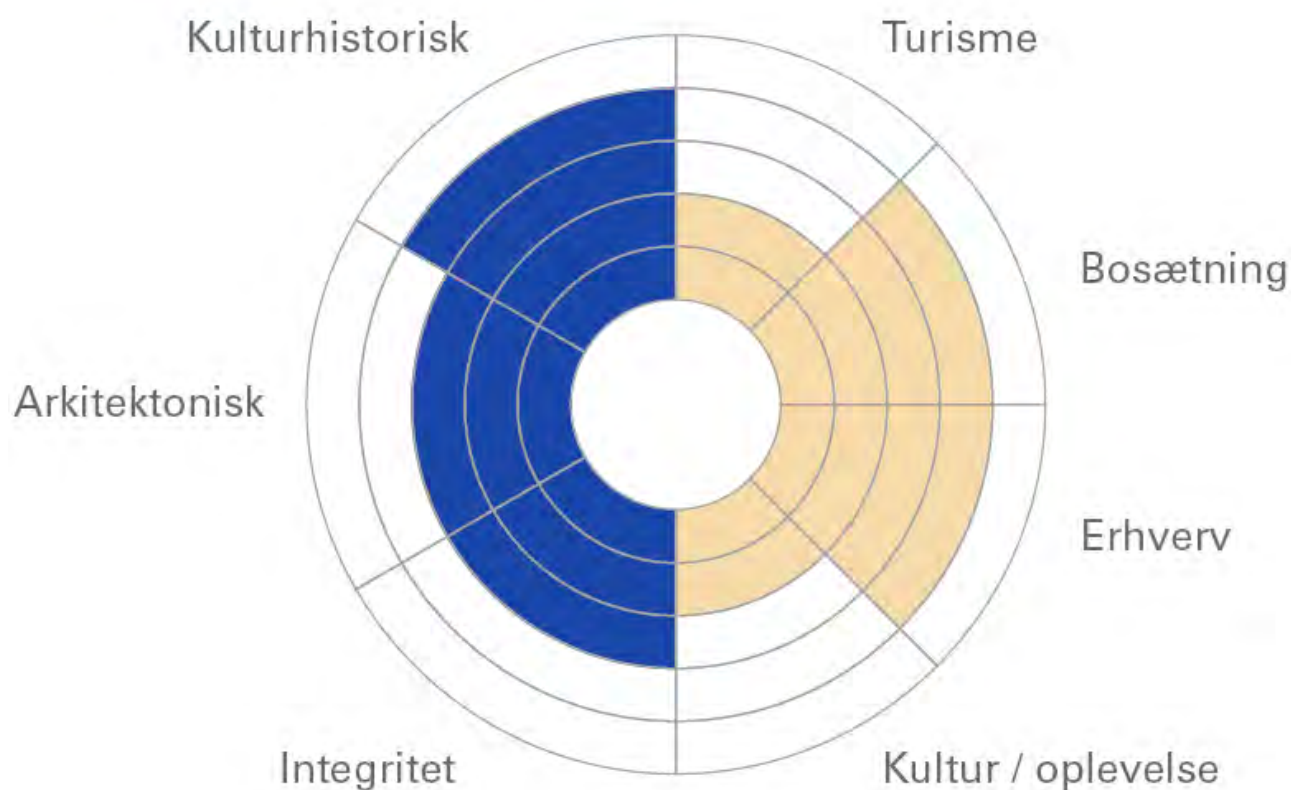 Kulturhistorisk
Turisme
Bosætning
Arkitektonisk
Erhverv
Integritet
Kultur / oplevelse